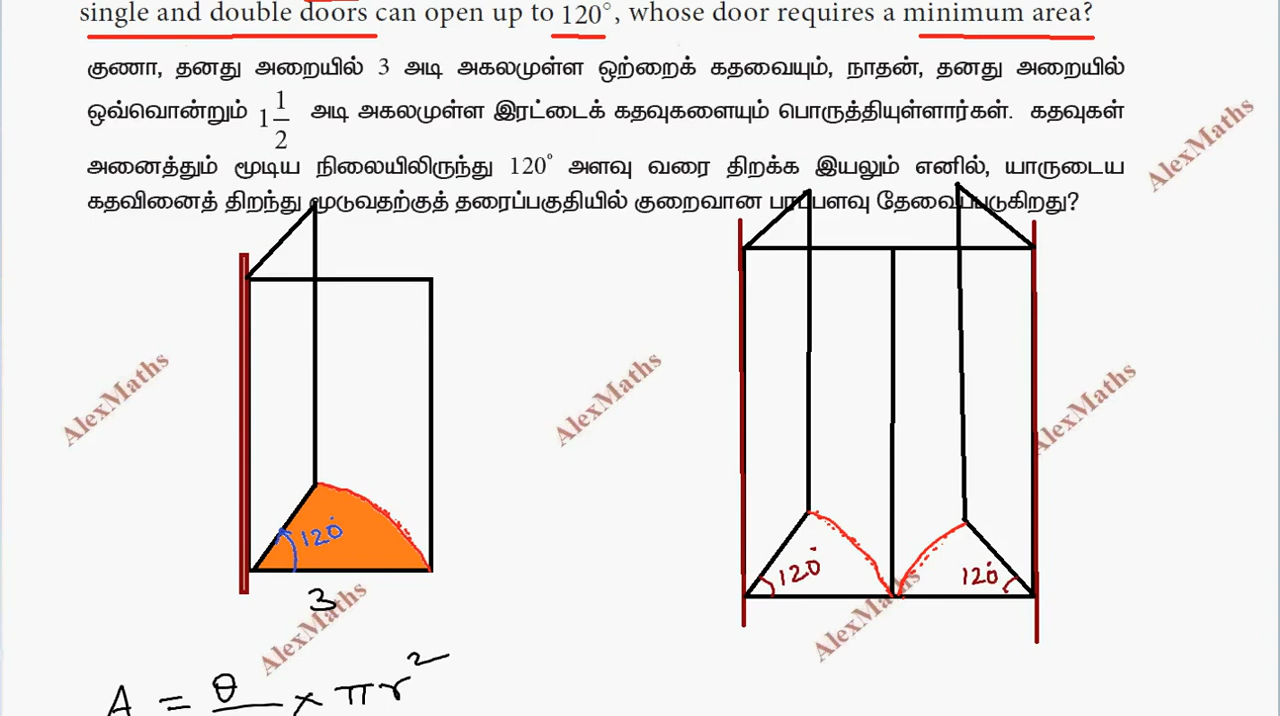 single and double doors can open up to 120°, whose door requires a minimum area?
குணா, தனது அறையில் 3 அடி அகலமுள்ள ஒற்றைக் கதவையும், நாதன், தனது அறையில்
ஒவ்வொன்றும் 1 1/2 அடி அகலமுள்ள இரட்டைக் கதவுகளையும் பொருத்தியுள்ளார்கள். கதவுகள்
அனைத்தும் மூடிய நிலையிலிருந்து 120° அளவு வரை திறக்க இயலும் எனில், யாருடைய
கதவினைத் திறந்து மூடுவதற்குத் தரைப்பகுதியில் குறைவான பரப்பளவு தேவைப்படுகிறது?
AlexMaths
AlexMaths
AlexMaths
AlexMaths
120°
120°
120°
3
AlexMaths
AlexMaths
A = θ × πr²